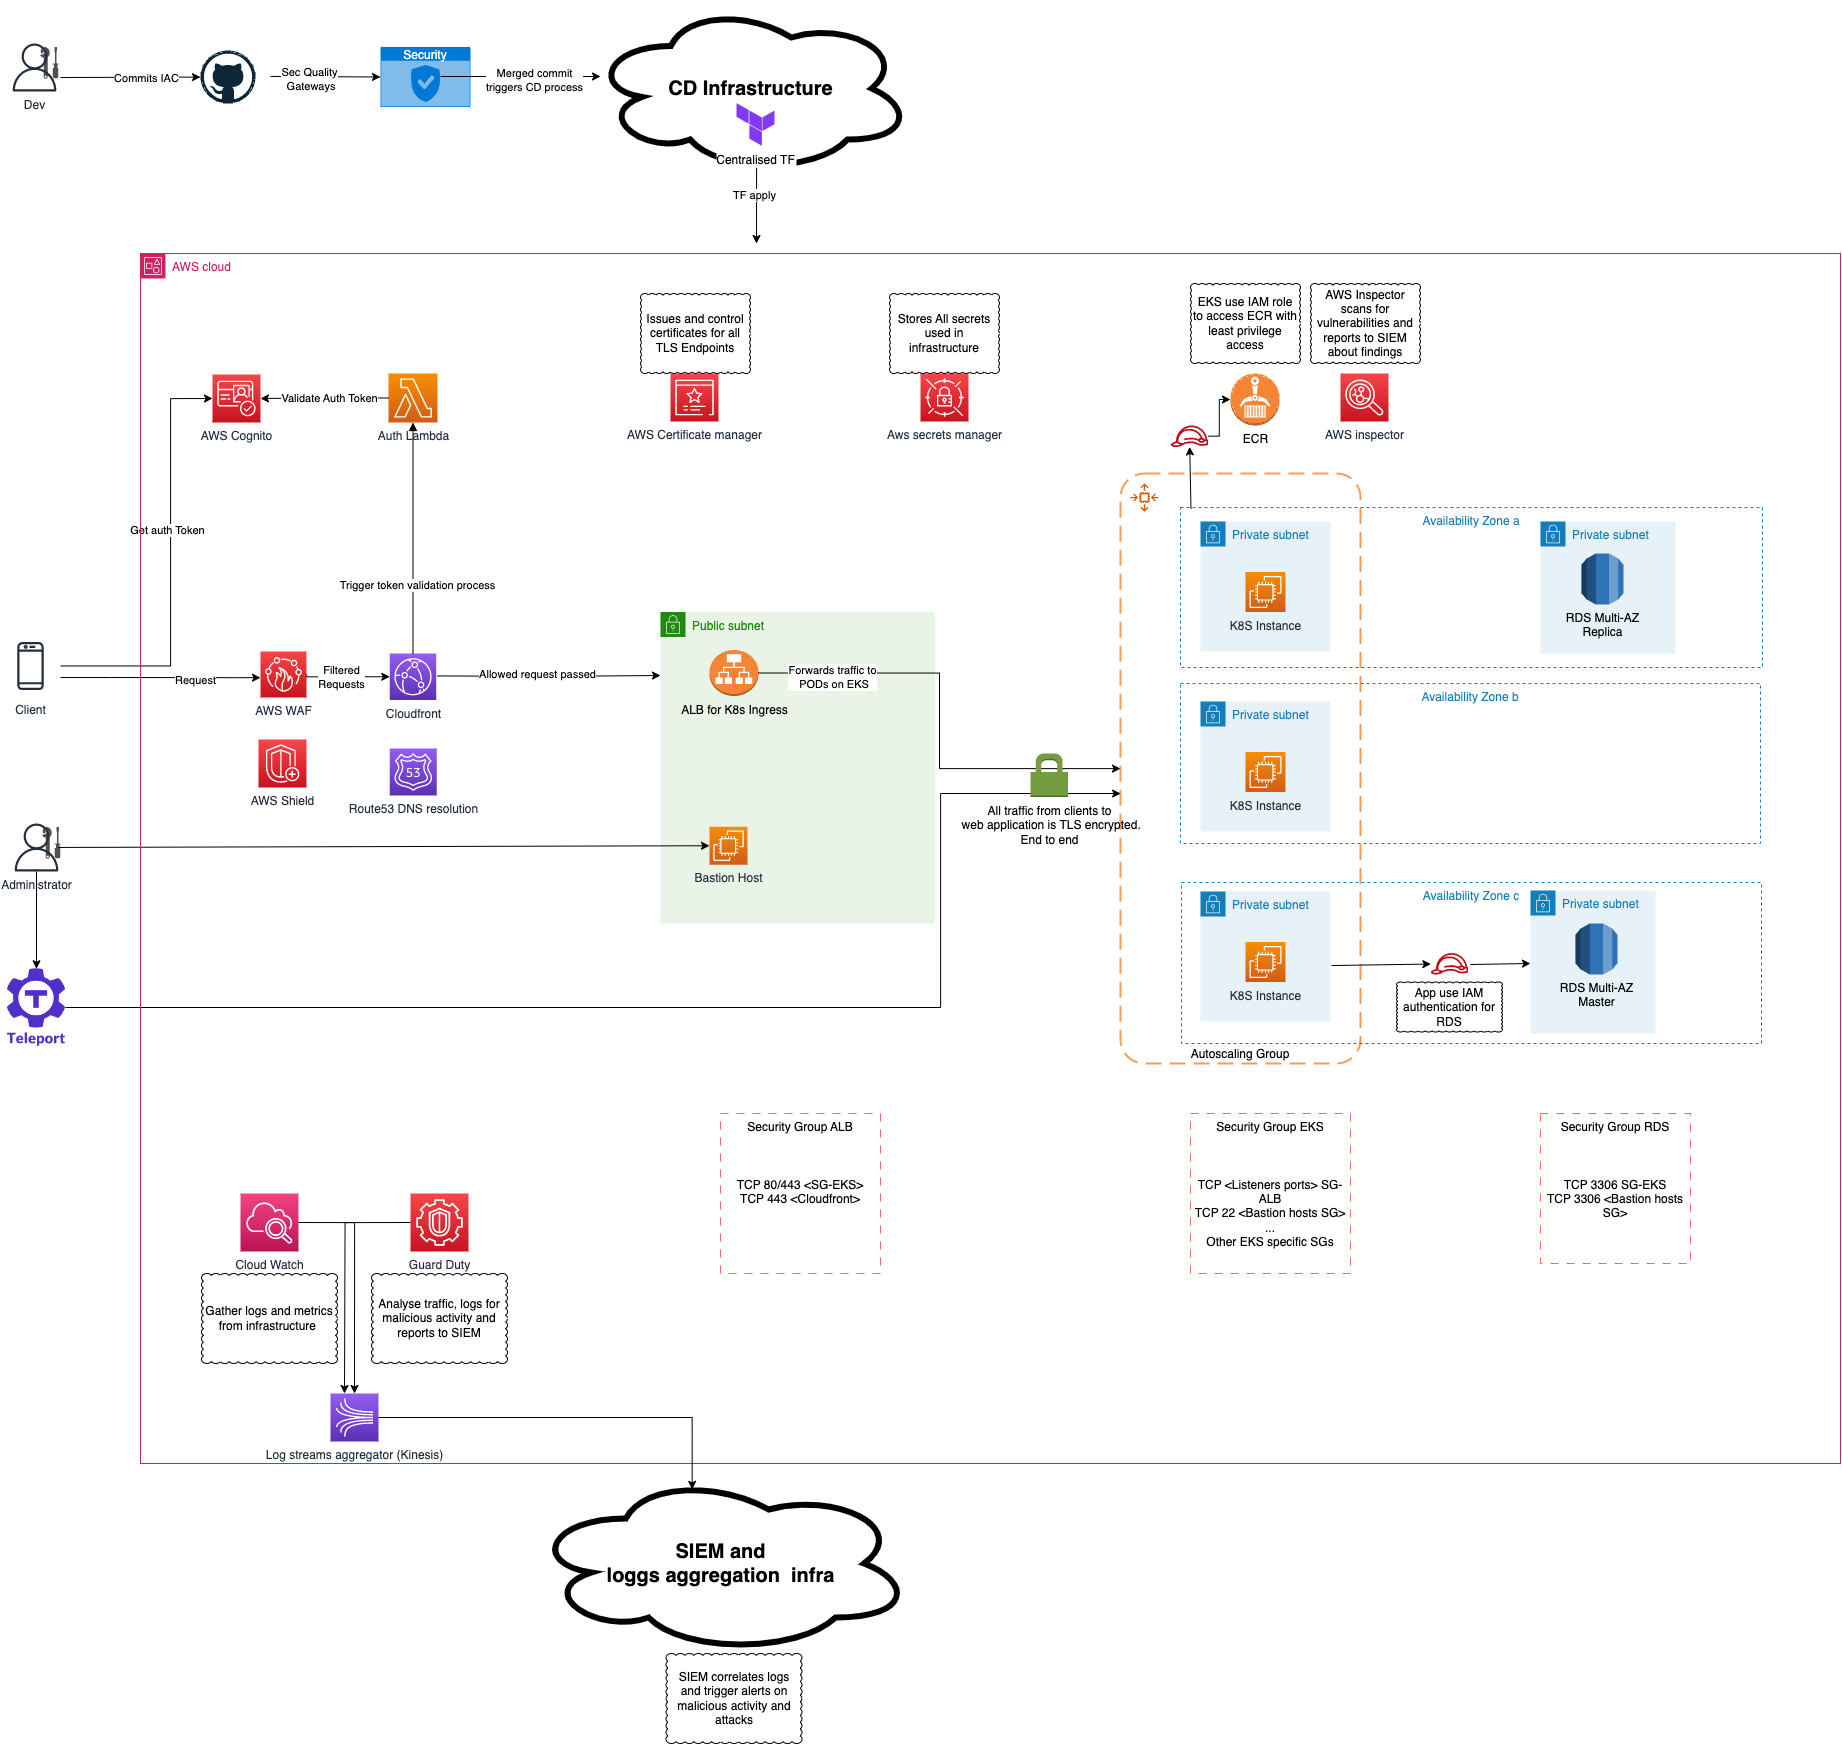 Security
Commits IAC
Sec Quality
Gateways
Merged commit
triggers CD process
CD Infrastructure
Dev
Centralised TF
TF apply
AWS cloud
Issues and control
certificates for all
TLS Endpoints
Stores All secrets
used in
infrastructure
EKS use IAM role
to access ECR with
least privilege
access
AWS Inspector
scans for
vulnerabilities and
reports to SIEM
about findings
Validate Auth Token
AWS Cognito
Auth Lambda
AWS Certificate manager
Aws secrets manager
ECR
AWS inspector
Get auth Token
Trigger token validation process
Availability Zone a
Private subnet
Private subnet
K8S Instance
RDS Multi-AZ
Replica
Public subnet
Client
Request
AWS WAF
Filtered
Requests
Cloudfront
Allowed request passed
ALB for K8s Ingress
Forwards traffic to
PODs on EKS
Availability Zone b
Private subnet
K8S Instance
AWS Shield
53
Route53 DNS resolution
All traffic from clients to
web application is TLS encrypted.
End to end
Administrator
Bastion Host
Availability Zone c
Private subnet
Private subnet
K8S Instance
RDS Multi-AZ
Master
App use IAM
authentication for
RDS
T
Teleport
Autoscaling Group
Security Group ALB
TCP 80/443 <SG-EKS>
TCP 443 <Cloudfront>
Security Group EKS
TCP <Listeners ports> SG-
ALB
TCP 22 <Bastion hosts SG>
...
Other EKS specific SGs
Security Group RDS
TCP 3306 SG-EKS
TCP 3306 <Bastion hosts
SG>
Cloud Watch
Guard Duty
Gather logs and metrics
from infrastructure
Analyse traffic, logs for
malicious activity and
reports to SIEM
Log streams aggregator (Kinesis)
SIEM and
loggs aggregation infra
SIEM correlates logs
and trigger alerts on
malicious activity and
attacks